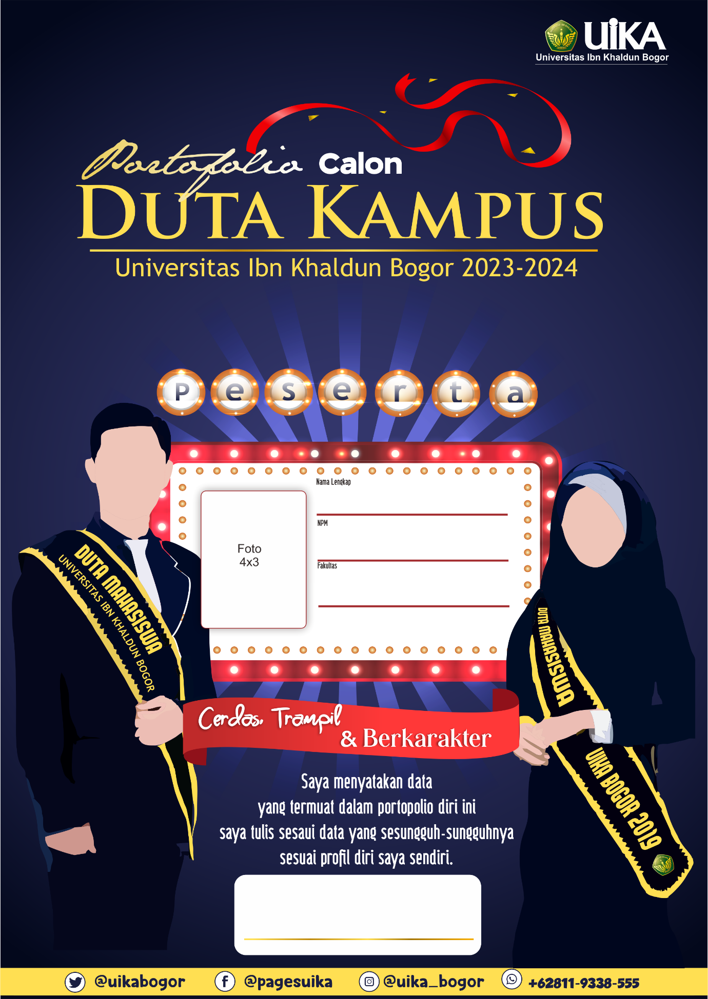 UiKA
Universitas Ibn Khaldun Bogor
Portofolio Calon
DUTA KAMPUS
Universitas Ibn Khaldun Bogor 2023-2024
Peserta
Nama Lengkap
NPM
Fakultas
Foto
4x3
DUTA MAHASISWA
UNIVERSITAS IBN KHALDUN BOGOR
DUTA MAHASISWA
UIKA BOGOR 2019
Cerdas, Trampil
& Berkarakter
Saya menyatakan data
yang termuat dalam portopolio diri ini
saya tulis sesaui data yang sesungguh-sungguhnya
sesuai profil diri saya sendiri.
@uikabogor
@pagesuika
@uika_bogor
+62811-9338-555